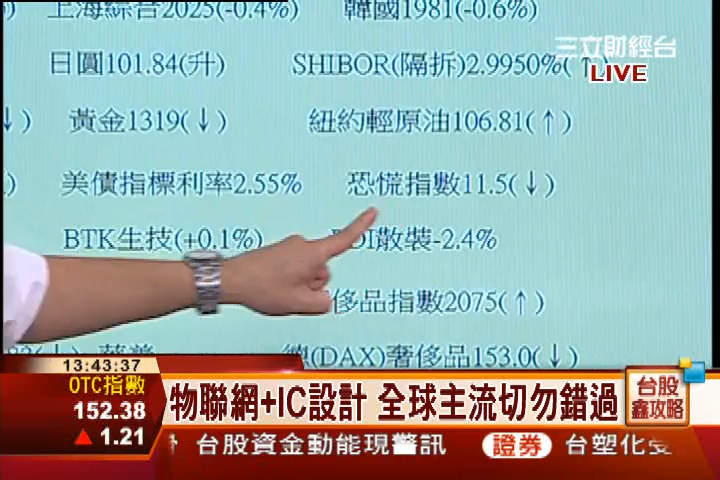 上海綜合2025(-0.4%) 韓國1981(-0.6%)
三立財經台
LIVE
日圓101.84(升) SHIBOR(隔拆)2.9950%(↑)
↓) 黃金1319(↓) 紐約輕原油106.81(↑)
) 美債指標利率2.55% 恐慌指數11.5(↓)
BTK生技(+0.1%) DI散裝-2.4%
侈品指數2075(↑)
(DAX)奢侈品153.0(↓)
13:43:37
OTC指數
152.38
▲1.21
物聯網+IC設計 全球主流切勿錯過
台股
鑫攻略
台股資金動能現警訊 證券 台塑化受